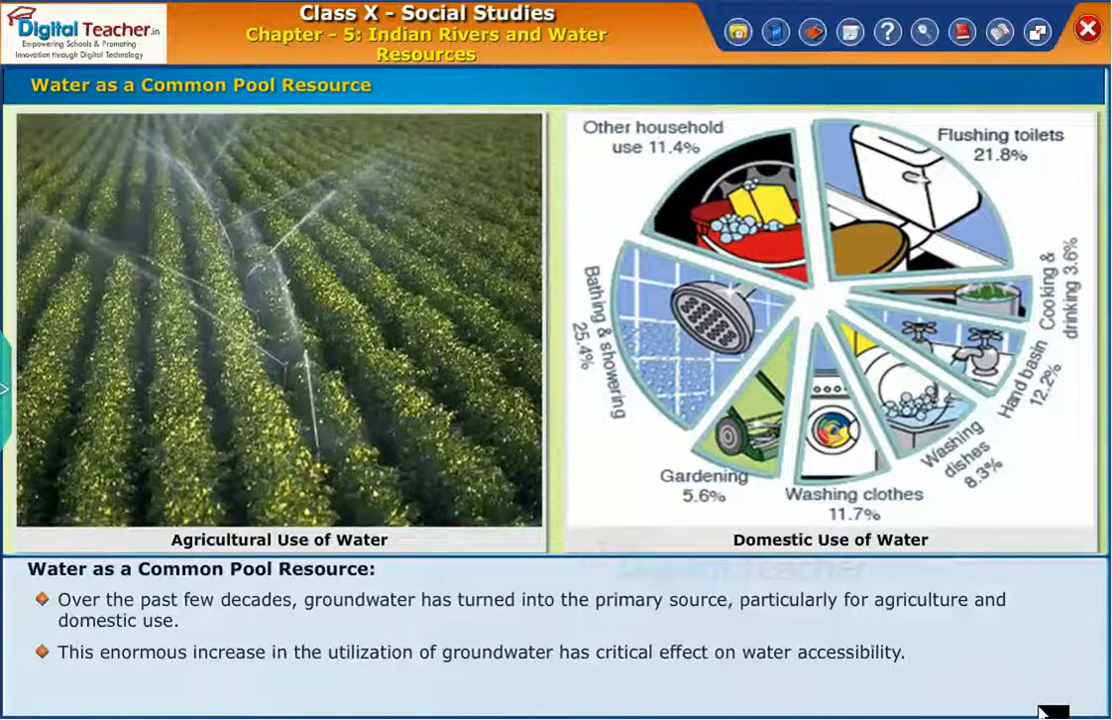 Digital Teacher.in
Empowering Schools & Promoting
Innovation through Digital Technology
Class X - Social Studies
Chapter - 5: Indian Rivers and Water
Resources
?
Water as a Common Pool Resource
Other household
use 11.4%
Flushing toilets
21.8%
Cooking &
drinking 3.6%
Hand basin
12.2%
Washing
dishes
8.3%
Washing clothes
11.7%
Gardening
5.6%
Bathing & showering
25.4%
Agricultural Use of Water
Domestic Use of Water
Water as a Common Pool Resource:
Over the past few decades, groundwater has turned into the primary source, particularly for agriculture and
domestic use.
This enormous increase in the utilization of groundwater has critical effect on water accessibility.